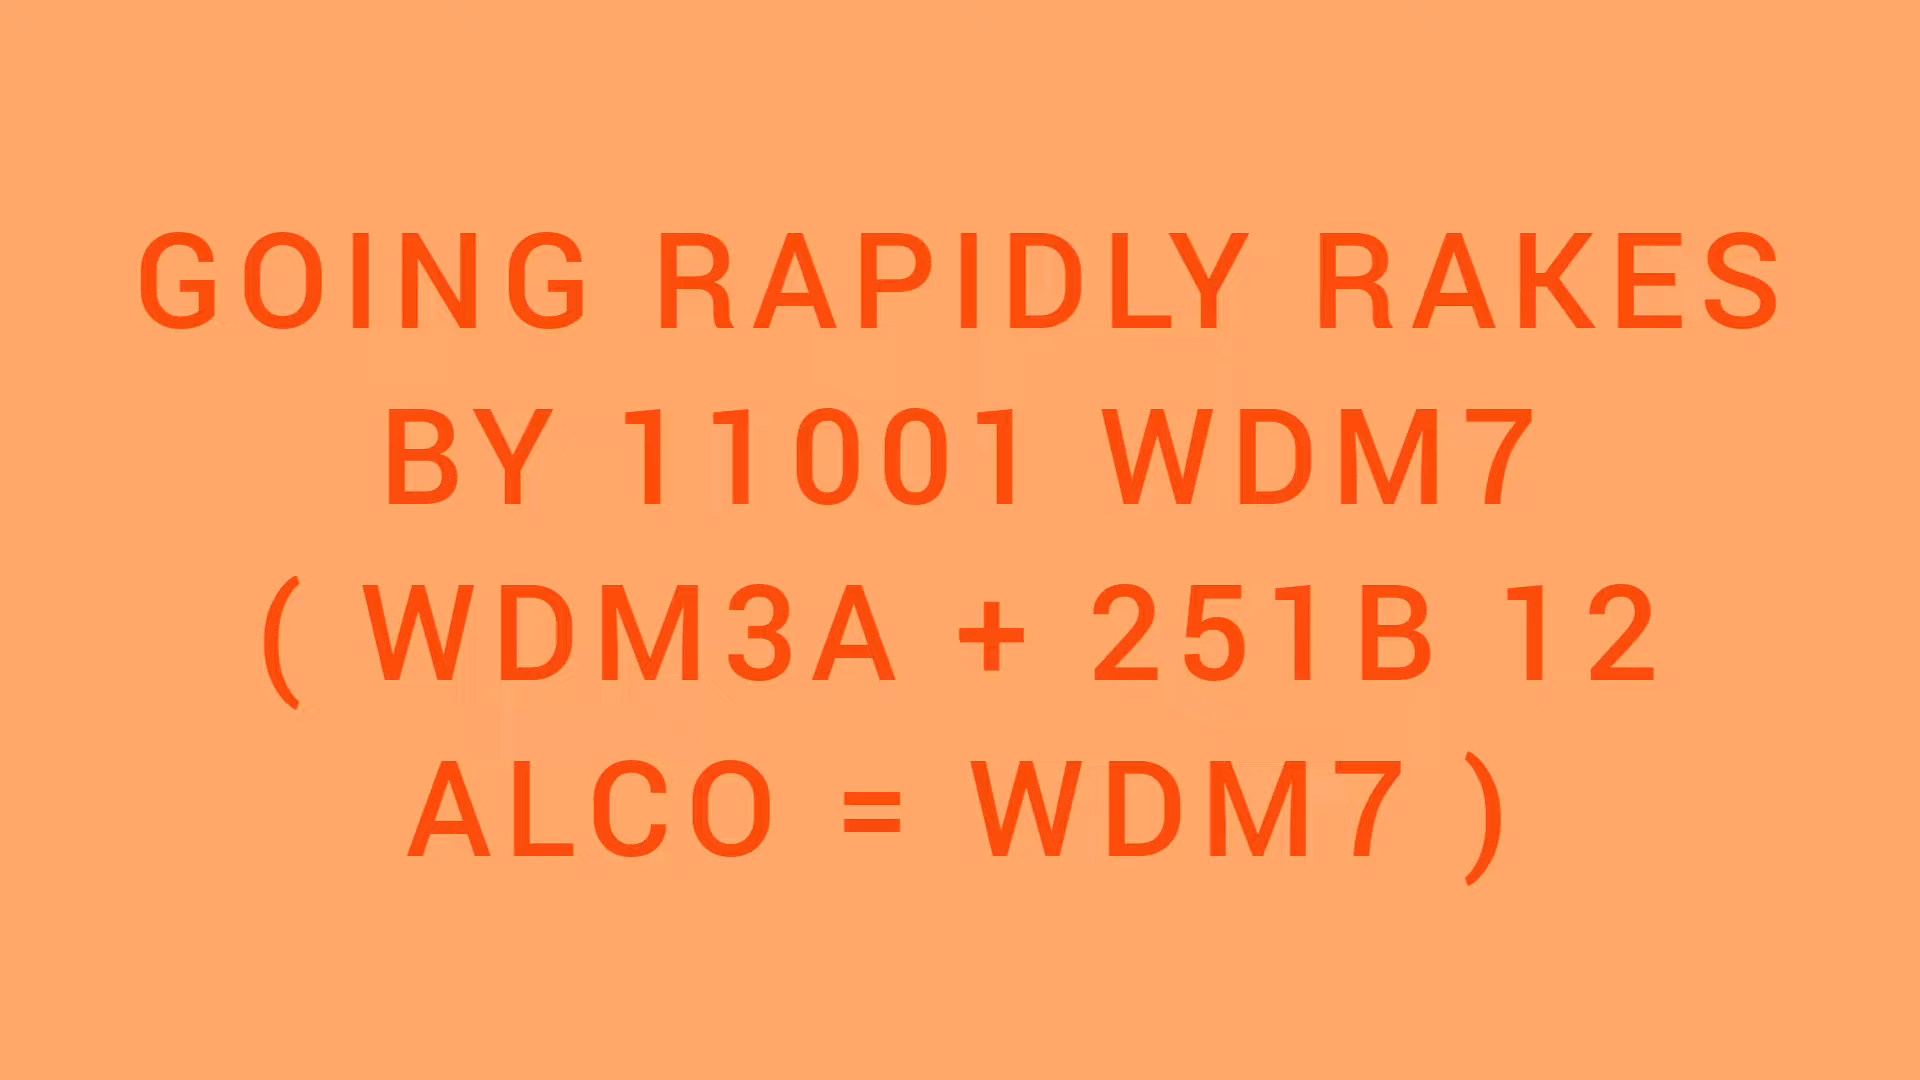 GOING RAPIDLY RAKES
BY 11001 WDM7
( WDM3A + 251B 12
ALCO = WDM7 )